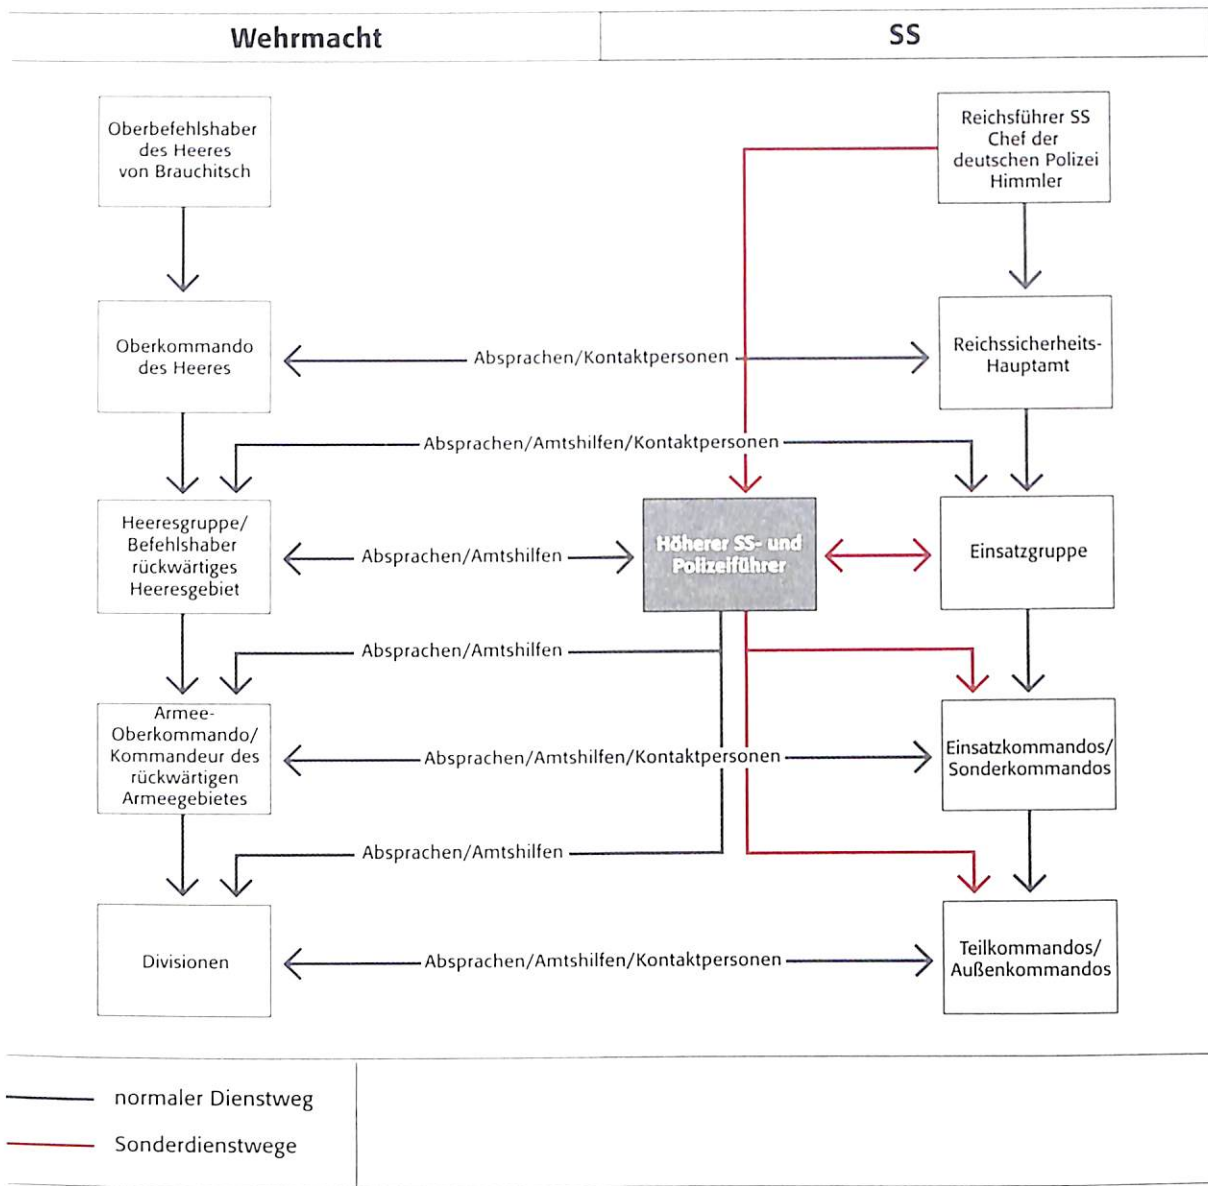 Wehrmacht
SS
Oberbefehlshaber
des Heeres
von Brauchitsch
Reichsführer SS
Chef der
deutschen Polizei
Himmler
Oberkommando
des Heeres
Absprachen/Kontaktpersonen
Reichssicherheits-
Hauptamt
Absprachen/Amtshilfen/Kontaktpersonen
Heeresgruppe/
Befehlshaber
rückwärtiges
Heeresgebiet
Absprachen/Amtshilfen
Höherer SS- und
Polizeiführer
Einsatzgruppe
Absprachen/Amtshilfen
Armee-
Oberkommando/
Kommandeur des
rückwärtigen
Armeegebietes
Absprachen/Amtshilfen/Kontaktpersonen
Einsatzkommandos/
Sonderkommandos
Absprachen/Amtshilfen
Divisionen
Absprachen/Amtshilfen/Kontaktpersonen
Teilkommandos/
Außenkommandos
normaler Dienstweg
Sonderdienstwege